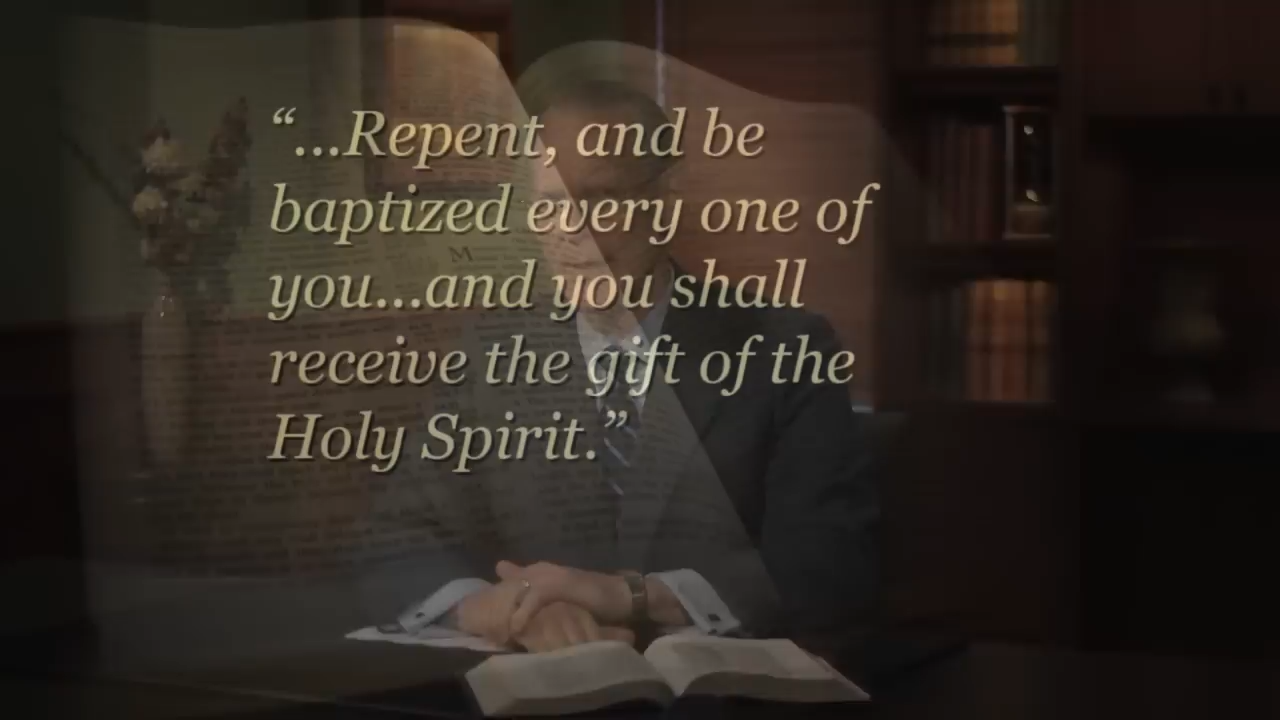 “...Repent, and be
baptized every one of
you...and you shall
receive the gift of the
Holy Spirit.”